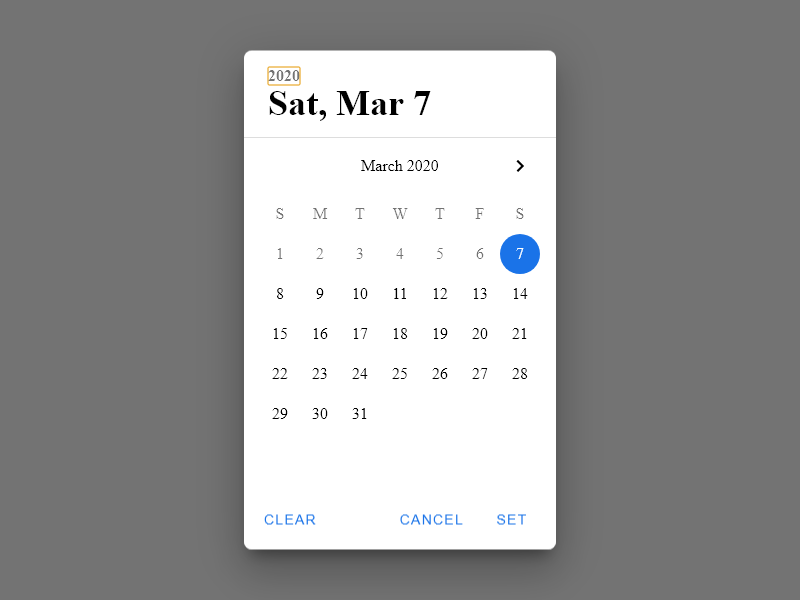 2020
Sat, Mar 7
March 2020
S M T W T F S
1 2 3 4 5 6 7
8 9 10 11 12 13 14
15 16 17 18 19 20 21
22 23 24 25 26 27 28
29 30 31
CLEAR CANCEL SET